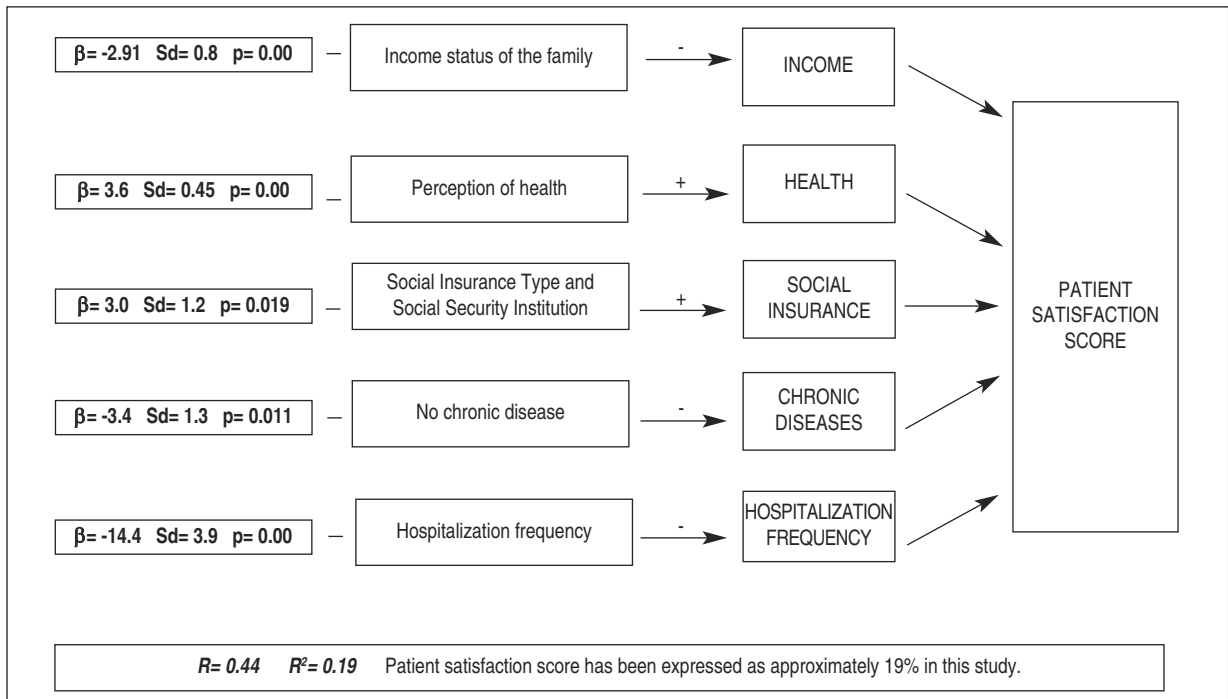 β= -2.91 Sd= 0.8 p= 0.00
Income status of the family
-
INCOME
β= 3.6 Sd= 0.45 p= 0.00
Perception of health
+
HEALTH
β= 3.0 Sd= 1.2 p= 0.019
Social Insurance Type and
Social Security Institution
+
SOCIAL
INSURANCE
β= -3.4 Sd= 1.3 p= 0.011
No chronic disease
-
CHRONIC
DISEASES
β= -14.4 Sd= 3.9 p= 0.00
Hospitalization frequency
-
HOSPITALIZATION
FREQUENCY
PATIENT
SATISFACTION
SCORE
R= 0.44 R²= 0.19 Patient satisfaction score has been expressed as approximately 19% in this study.